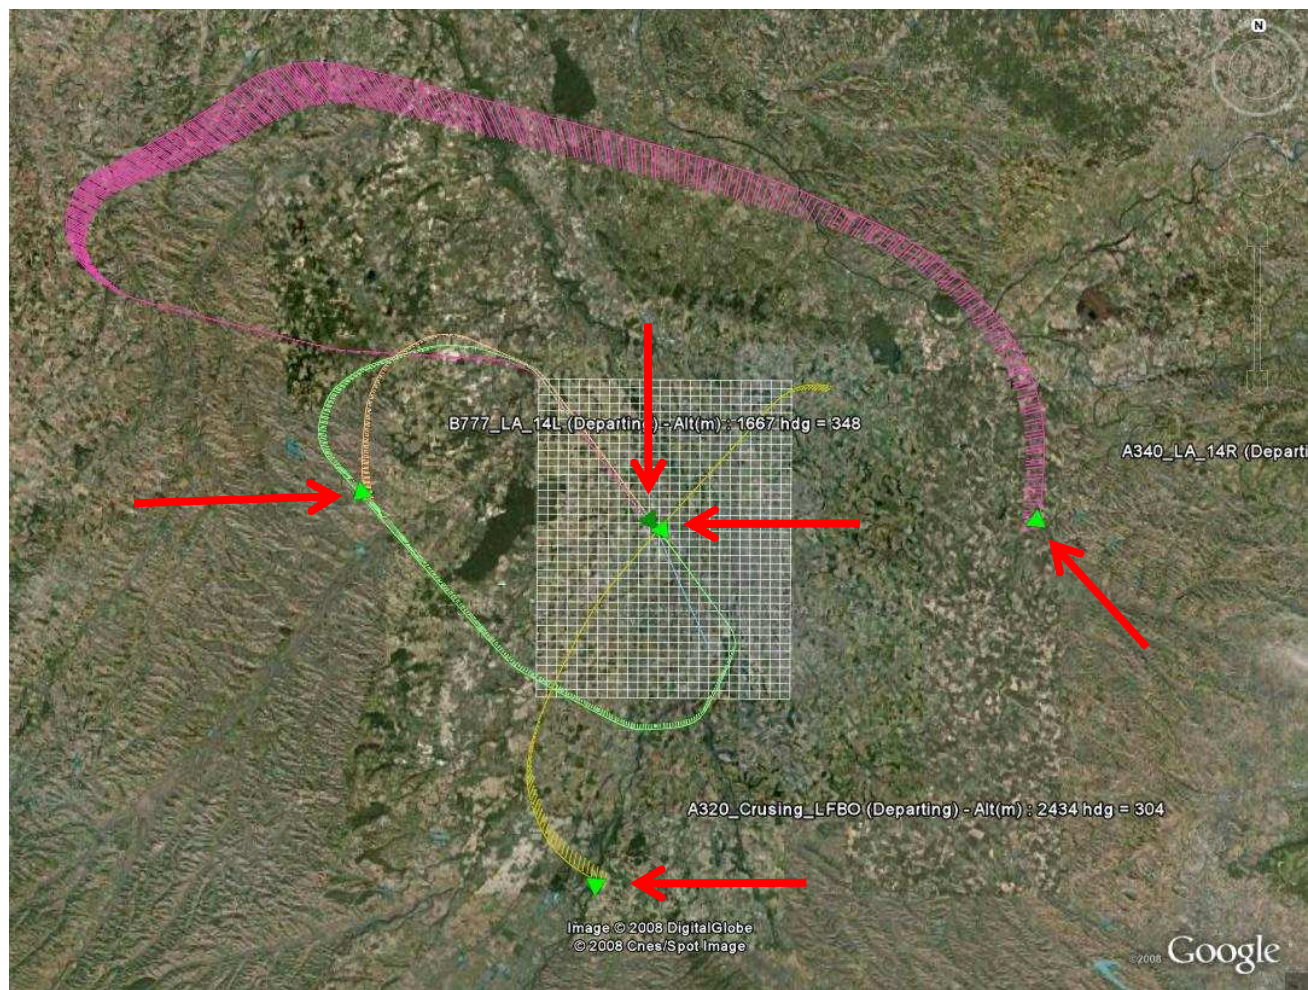 N
B777_LA_14L (Departing) - Alt(m) : 1667 hdg = 348
A340_LA_14R (Departi
A320_Crusing_LFBO (Departing) - Alt(m) : 2434 hdg = 304
Image © 2008 DigitalGlobe
© 2008 Cnes/Spot Image
©2008 Google